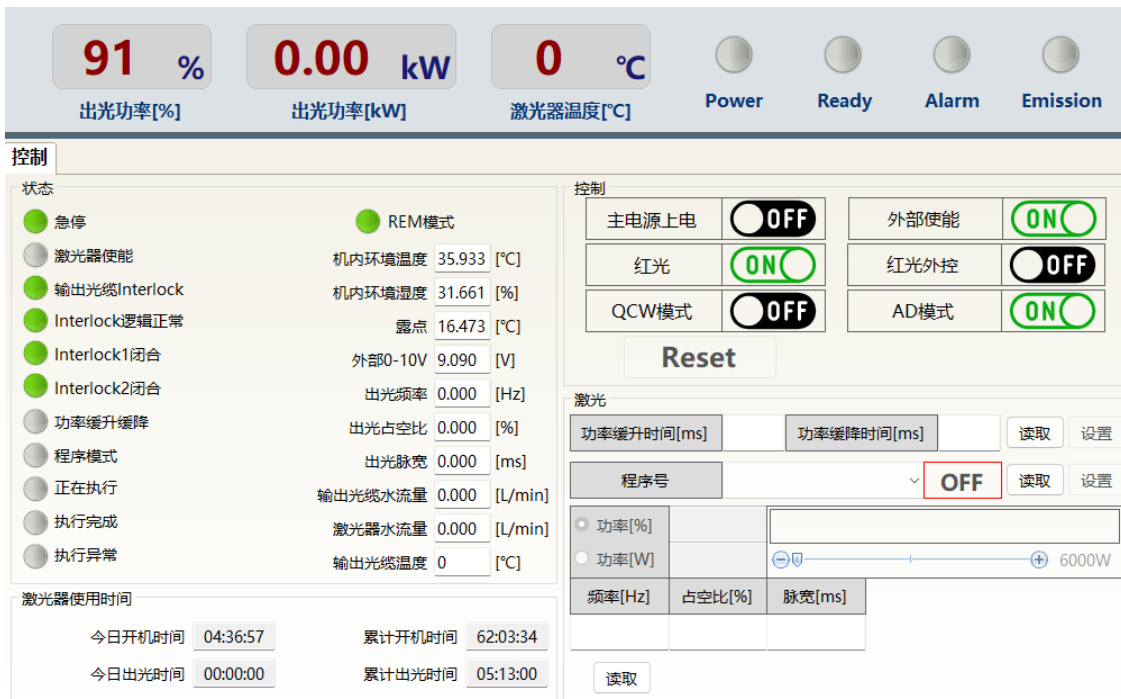 91 % 0.00 kW 0 ℃
出光功率[%] 出光功率[kW] 激光器温度[℃] Power Ready Alarm Emission
控制
状态
急停 REM模式
激光器使能 机内环境温度 35.933 [℃]
输出光缆Interlock 机内环境湿度 31.661 [%]
Interlock逻辑正常 露点 16.473 [℃]
Interlock1闭合 外部0-10V 9.090 [V]
Interlock2闭合 出光频率 0.000 [Hz]
功率缓升缓降 出光占空比 0.000 [%]
程序模式 出光脉宽 0.000 [ms]
正在执行 输出光缆水流量 0.000 [L/min]
执行完成 激光器水流量 0.000 [L/min]
执行异常 输出光缆温度 0 [℃]
激光器使用时间
今日开机时间 04:36:57 累计开机时间 62:03:34
今日出光时间 00:00:00 累计出光时间 05:13:00
控制
主电源上电 OFF 外部使能 ON
红光 ON 红光外控 OFF
QCW模式 OFF AD模式 ON
Reset
激光
功率缓升时间[ms] 功率缓降时间[ms] 读取 设置
程序号 OFF 读取 设置
功率[%]
功率[W] 6000W
频率[Hz] 占空比[%] 脉宽[ms]
读取